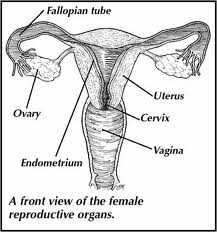 Fallopian tube
Ovary
Uterus
Cervix
Endometrium
Vagina
A front view of the female
reproductive organs.